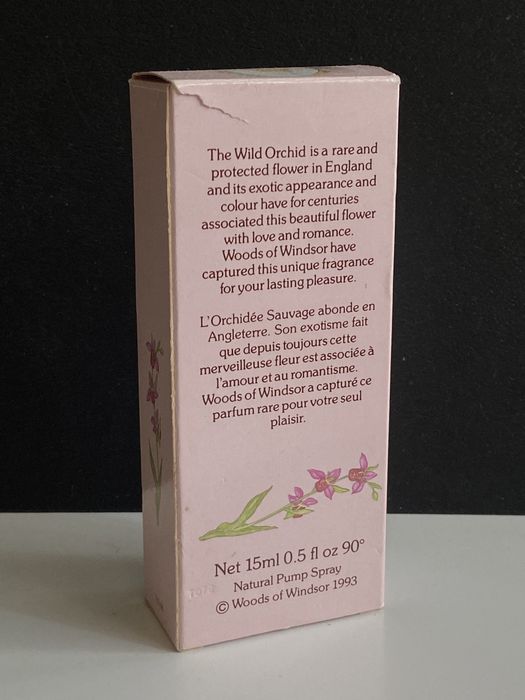 The Wild Orchid is a rare and
protected flower in England
and its exotic appearance and
colour have for centuries
associated this beautiful flower
with love and romance.
Woods of Windsor have
captured this unique fragrance
for your lasting pleasure.
L'Orchidée Sauvage abonde en
Angleterre. Son exotisme fait
que depuis toujours cette
merveilleuse fleur est associée à
l'amour et au romantisme.
Woods of Windsor a capturé ce
parfum rare pour votre seul
plaisir.
Net 15ml 0.5 fl oz 90°
Natural Pump Spray
© Woods of Windsor 1993